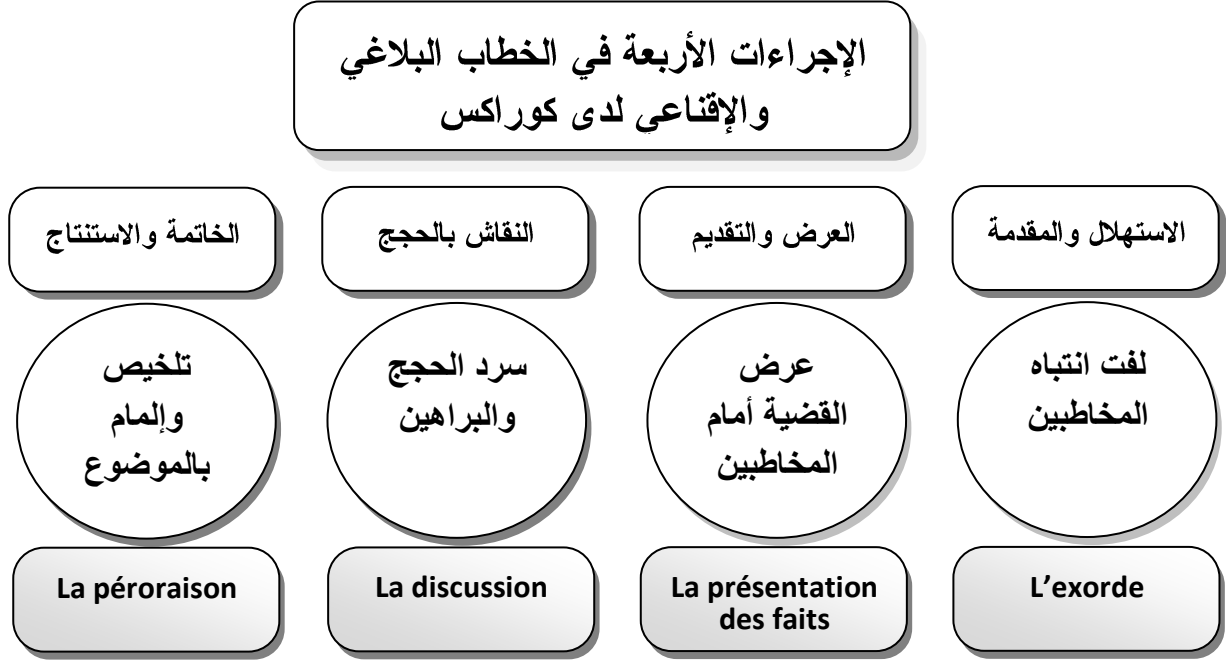 الإجراءات الأربعة في الخطاب البلاغي
والإقناعي لدى كوراكس
الاستهلال والمقدمة
العرض والتقديم
النقاش بالحجج
الخاتمة والاستنتاج
لفت انتباه
المخاطبين
عرض
القضية أمام
المخاطبين
سرد الحجج
والبراهين
تلخيص
وإلمام
بالموضوع
L’exorde
La présentation
des faits
La discussion
La péroraison